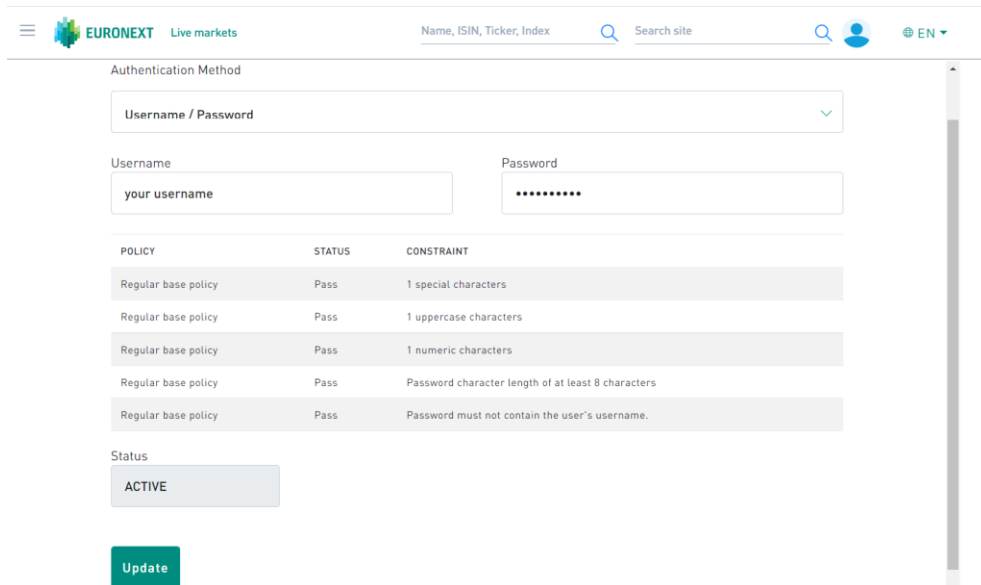 EURONEXT Live markets Name, ISIN, Ticker, Index Search site EN
Authentication Method
Username / Password
Username Password
your username ••••••••••
POLICY STATUS CONSTRAINT
Regular base policy Pass 1 special characters
Regular base policy Pass 1 uppercase characters
Regular base policy Pass 1 numeric characters
Regular base policy Pass Password character length of at least 8 characters
Regular base policy Pass Password must not contain the user's username.
Status
ACTIVE
Update